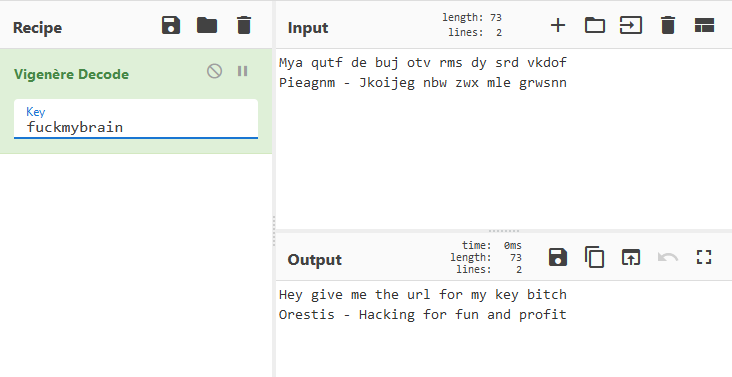 Recipe
Vigenère Decode
Key
fuckmybrain
Input
length: 73
lines: 2
Mya qutf de buj otv rms dy srd vkdof
Pieagnm - Jkoijeg nbw zwx mle grwsnn
Output
time: 0ms
length: 73
lines: 2
Hey give me the url for my key bitch
Orestis - Hacking for fun and profit